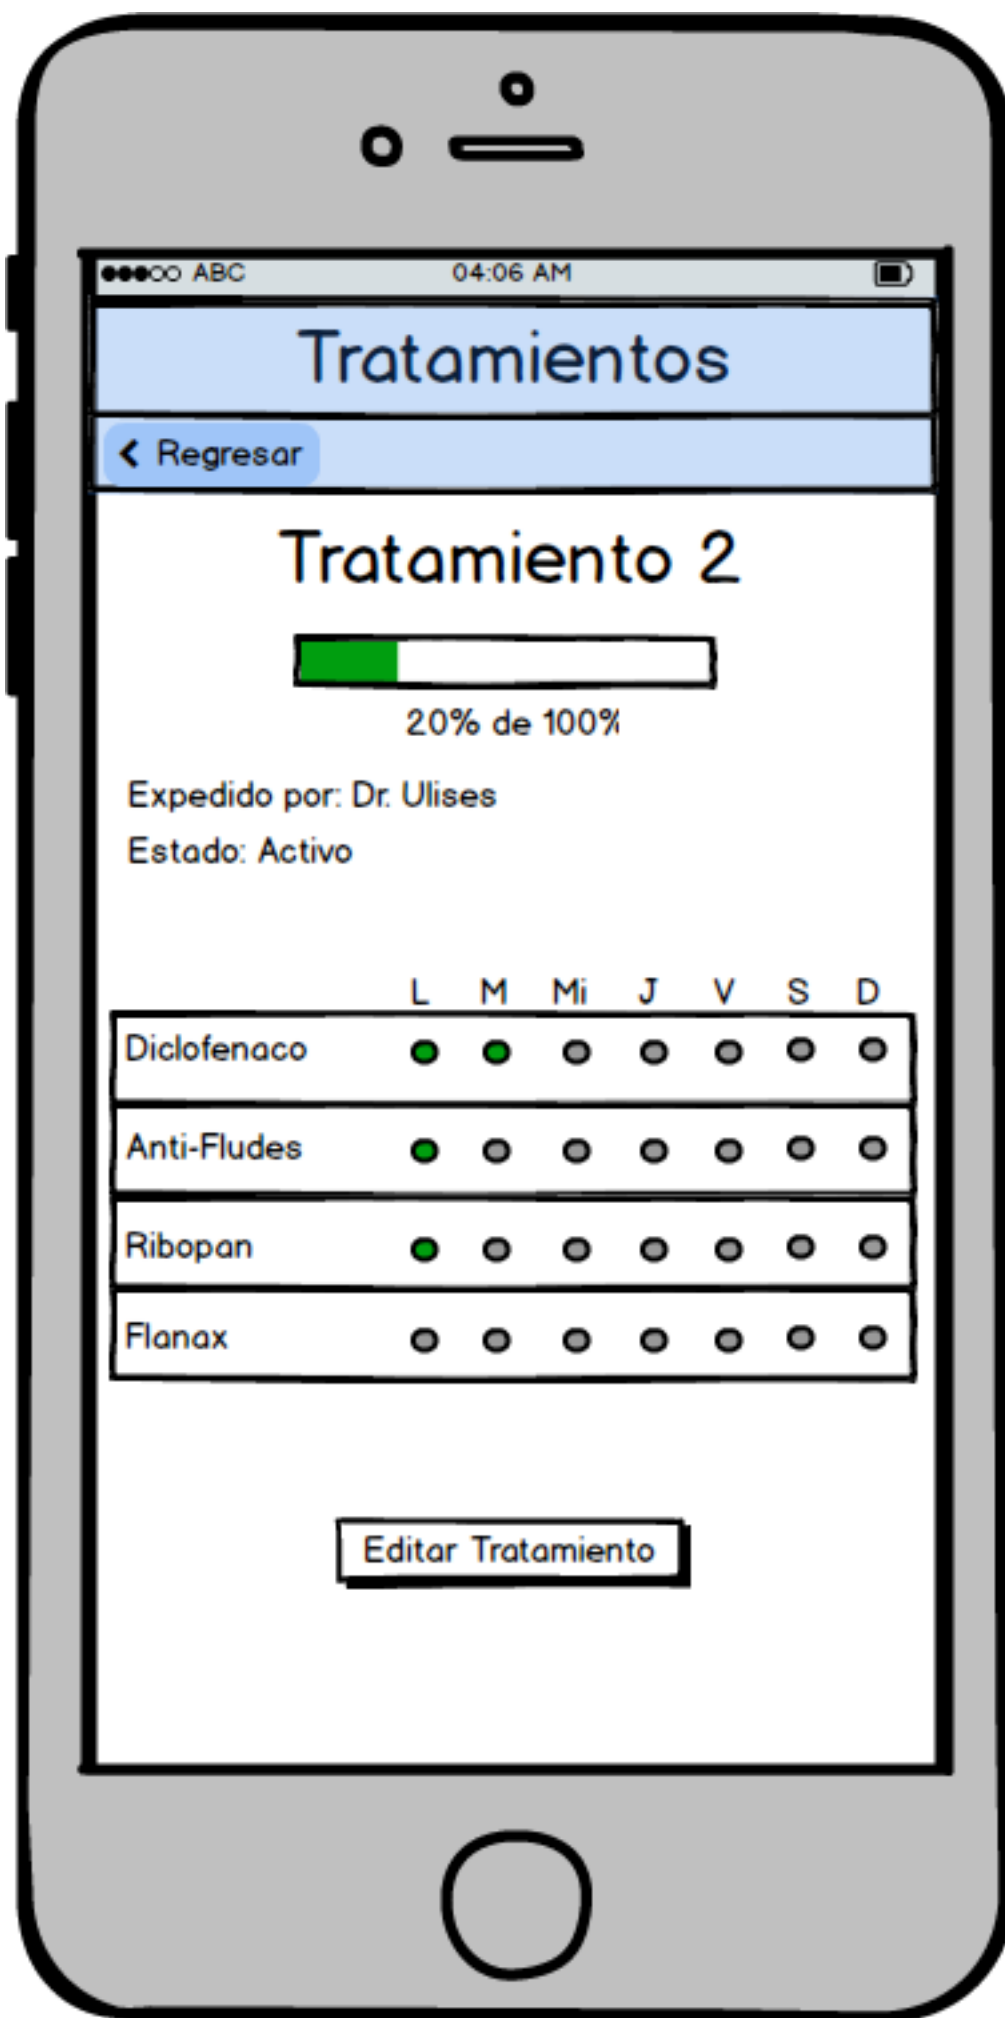 ABC 04:06 AM
Tratamientos
Regresar
Tratamiento 2
20% de 100%
Expedido por: Dr. Ulises
Estado: Activo
L M Mi J V S D
Diclofenaco
Anti-Fludes
Ribopan
Flanax
Editar Tratamiento